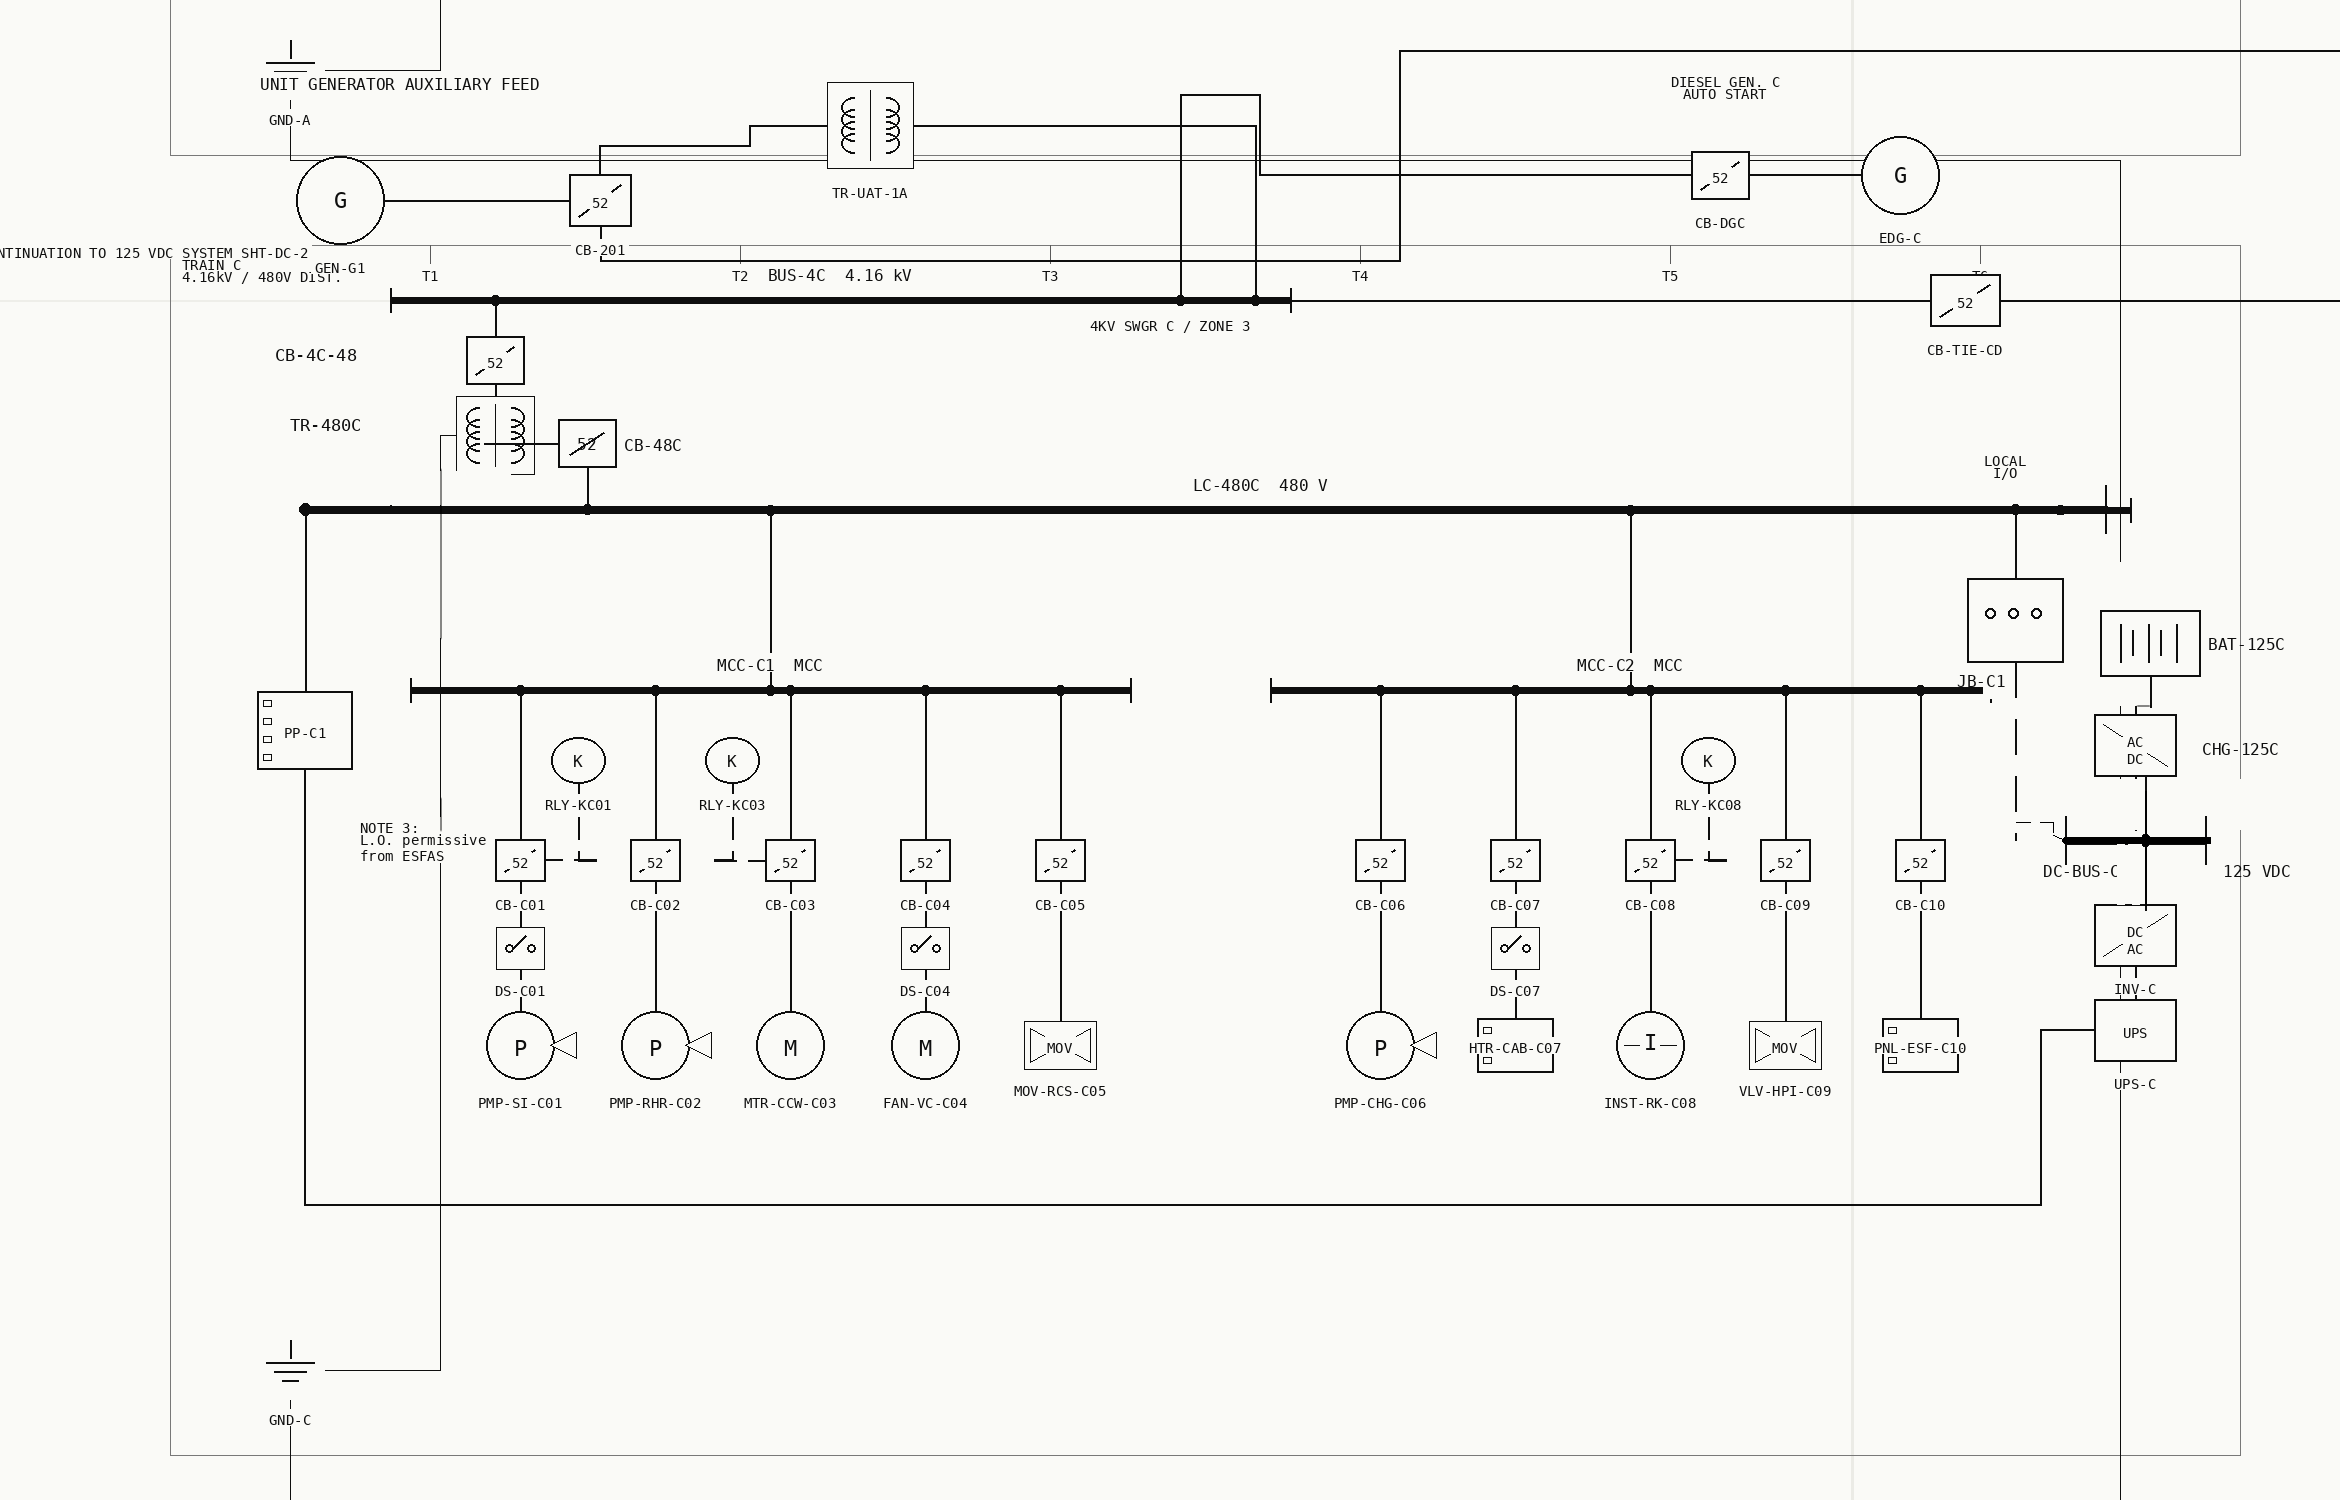 UNIT GENERATOR AUXILIARY FEED
GND-A
TR-UAT-1A
DIESEL GEN. C
AUTO START
G
52
CB-201
52
CB-DGC
G
EDG-C
NTINUATION TO 125 VDC SYSTEM SHT-DC-2
TRAIN C
4.16kV / 480V DIST.
GEN-G1
T1
T2
BUS-4C 4.16 kV
T3
T4
T5
4KV SWGR C / ZONE 3
52
CB-TIE-CD
CB-4C-48
52
TR-480C
52
CB-48C
LC-480C 480 V
LOCAL
I/O
MCC-C1 MCC
MCC-C2 MCC
JB-C1
BAT-125C
PP-C1
K
RLY-KC01
K
RLY-KC03
K
RLY-KC08
AC
DC
CHG-125C
NOTE 3:
L.O. permissive
from ESFAS
52
52
52
52
52
52
52
52
52
52
DC-BUS-C
125 VDC
CB-C01
CB-C02
CB-C03
CB-C04
CB-C05
CB-C06
CB-C07
CB-C08
CB-C09
CB-C10
DC
AC
INV-C
DS-C01
DS-C04
DS-C07
P
P
M
M
MOV
P
HTR-CAB-C07
I
MOV
PNL-ESF-C10
UPS
UPS-C
PMP-SI-C01
PMP-RHR-C02
MTR-CCW-C03
FAN-VC-C04
MOV-RCS-C05
PMP-CHG-C06
INST-RK-C08
VLV-HPI-C09
GND-C